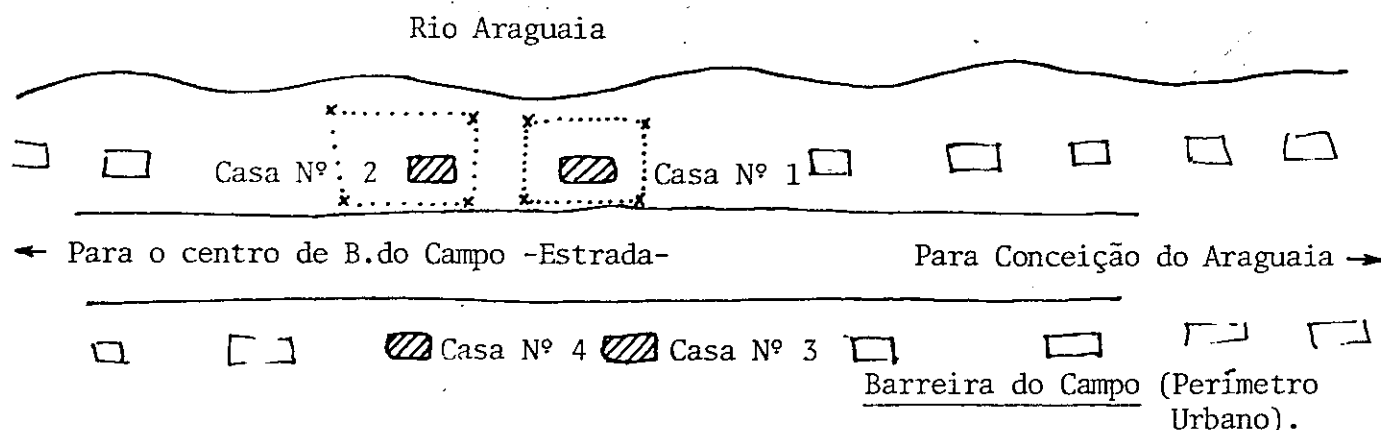 Rio Araguaia
Casa Nº 2 Casa Nº 1
← Para o centro de B.do Campo -Estrada- Para Conceição do Araguaia →
Casa Nº 4 Casa Nº 3
Barreira do Campo (Perímetro
Urbano).